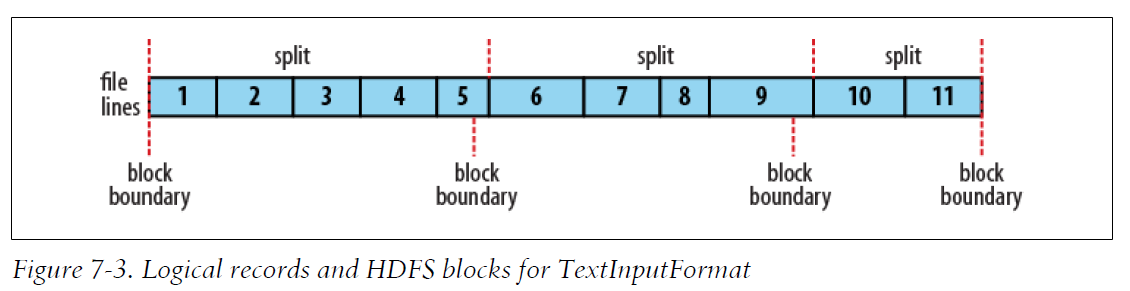 split split split
file
lines 1 2 3 4 5 6 7 8 9 10 11
block block block block
boundary boundary boundary boundary
Figure 7-3. Logical records and HDFS blocks for TextInputFormat